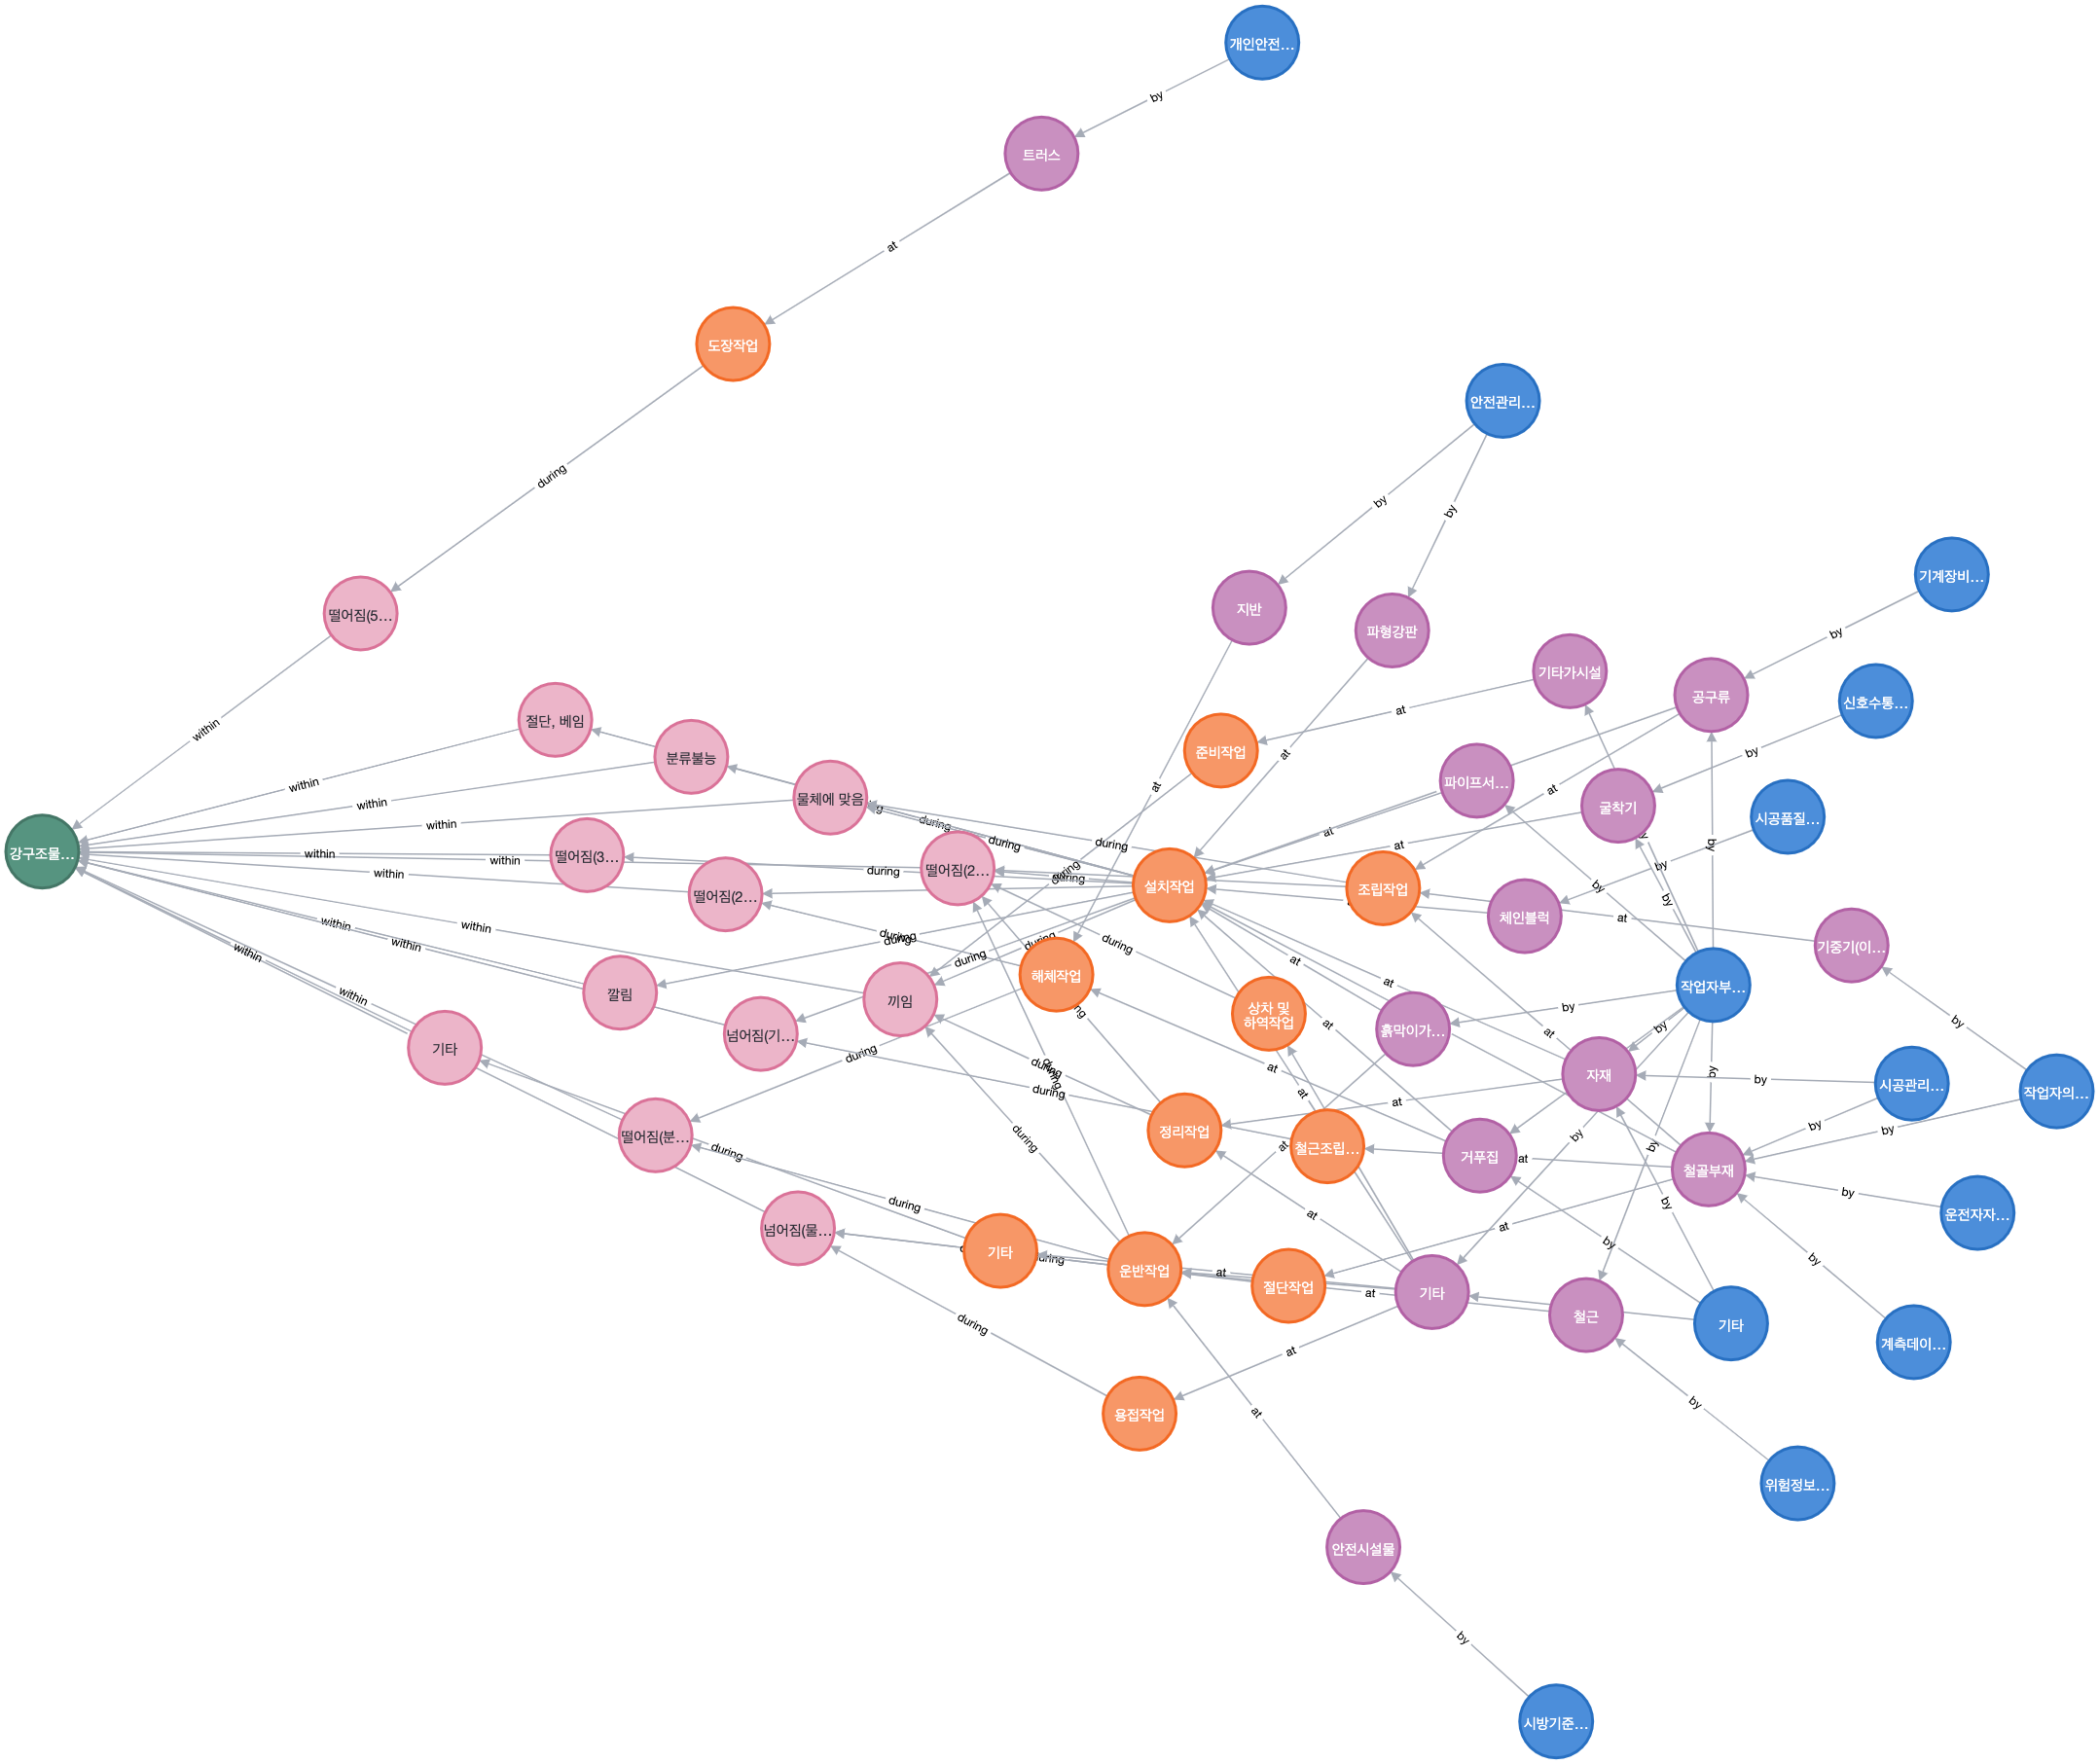 개인안전...
by
트러스
at
도장작업
안전관리...
during
by
by
기계장비...
지반
떨어짐(5...
파형강판
by
기타가시설
공구류
신호수통...
at
within
절단, 베임
준비작업
by
분류불능
at
파이프서...
within
at
at
물체에 맞음
굴착기
within
시공품질...
during
within
at
during
during
at
강구조물...
떨어짐(3...
within
떨어짐(2...
by
by
within
during
during
during
설치작업
조립작업
by
떨어짐(2...
by
체인블럭
at
within
within
during
during
during
during
기중기(이...
within
within
during
at
해체작업
at
작업자부...
깔림
끼임
within
by
상차 및
하역작업
흙막이가...
by
넘어짐(기...
at
by
at
기타
during
during
during
at
자재
by
by
시공관리...
작업자의...
during
at
at
떨어짐(분...
정리작업
철근조립...
by
by
by
during
during
at
by
거푸집
at
철골부재
during
by
by
운전자자...
넘어짐(물...
at
at
by
기타
운반작업
at
by
절단작업
at
기타
철근
기타
during
계측데이...
at
용접작업
at
by
위험정보...
안전시설물
by
시방기준...